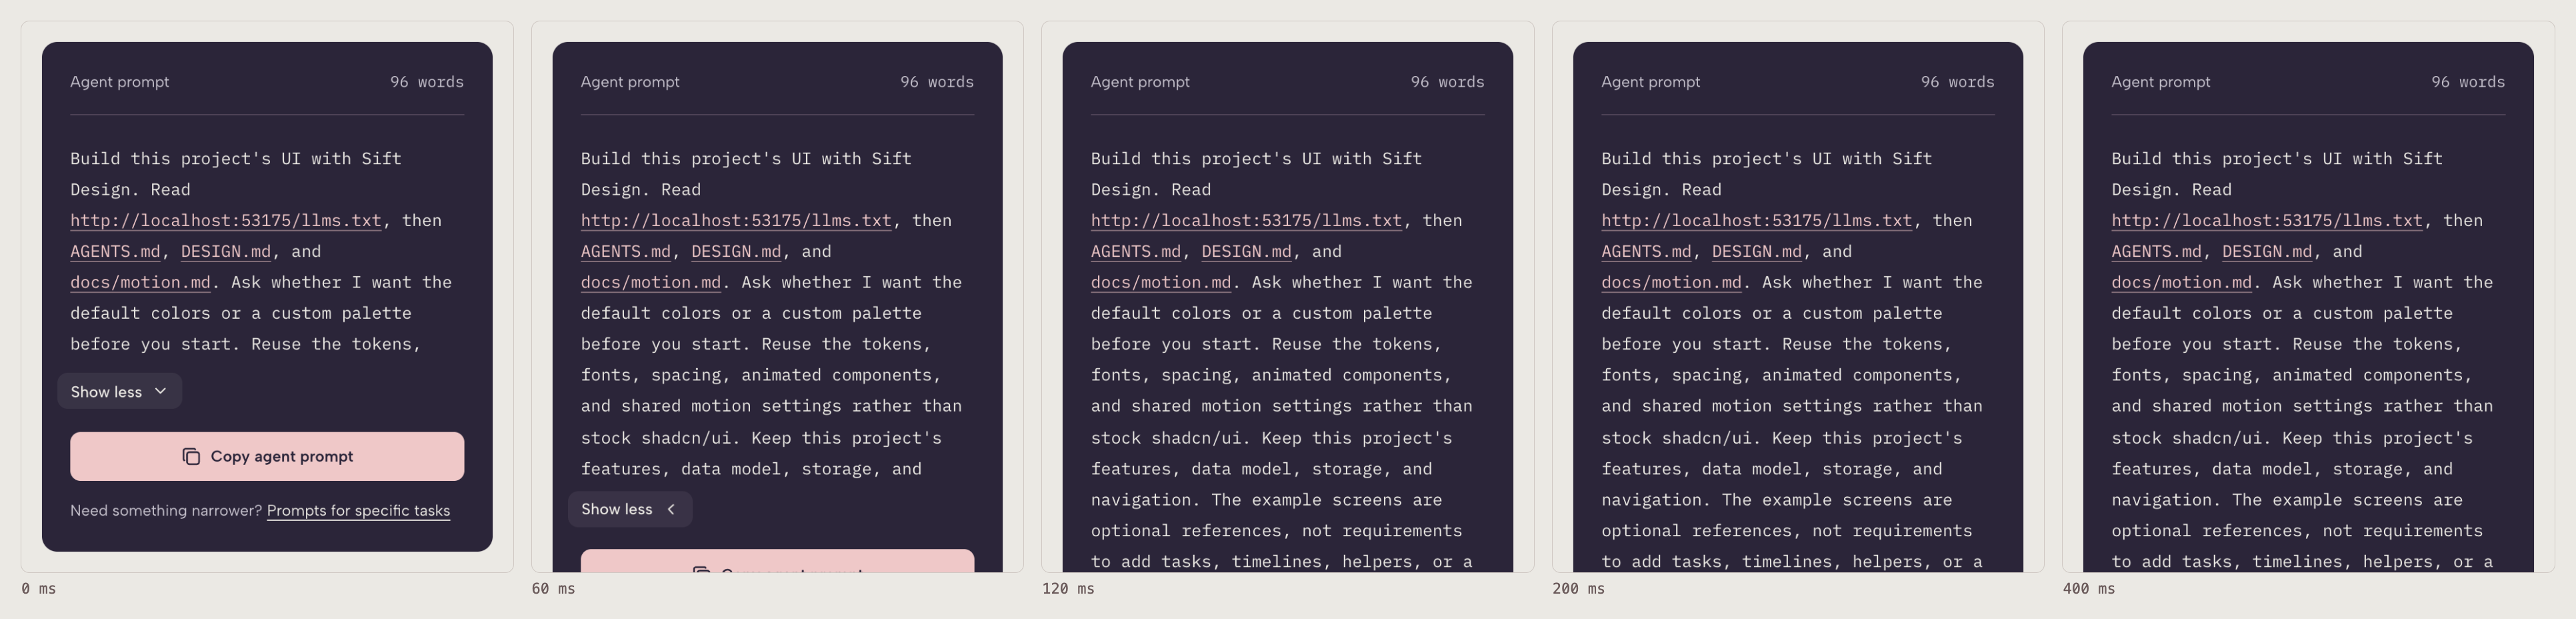 Agent prompt 96 words
Build this project's UI with Sift
Design. Read
http://localhost:53175/llms.txt, then
AGENTS.md, DESIGN.md, and
docs/motion.md. Ask whether I want the
default colors or a custom palette
before you start. Reuse the tokens,
Show less
Copy agent prompt
Need something narrower? Prompts for specific tasks
0 ms
Agent prompt 96 words
Build this project's UI with Sift
Design. Read
http://localhost:53175/llms.txt, then
AGENTS.md, DESIGN.md, and
docs/motion.md. Ask whether I want the
default colors or a custom palette
before you start. Reuse the tokens,
fonts, spacing, animated components,
and shared motion settings rather than
stock shadcn/ui. Keep this project's
features, data model, storage, and
Show less
60 ms
Agent prompt 96 words
Build this project's UI with Sift
Design. Read
http://localhost:53175/llms.txt, then
AGENTS.md, DESIGN.md, and
docs/motion.md. Ask whether I want the
default colors or a custom palette
before you start. Reuse the tokens,
fonts, spacing, animated components,
and shared motion settings rather than
stock shadcn/ui. Keep this project's
features, data model, storage, and
navigation. The example screens are
optional references, not requirements
to add tasks, timelines, helpers, or a
120 ms
Agent prompt 96 words
Build this project's UI with Sift
Design. Read
http://localhost:53175/llms.txt, then
AGENTS.md, DESIGN.md, and
docs/motion.md. Ask whether I want the
default colors or a custom palette
before you start. Reuse the tokens,
fonts, spacing, animated components,
and shared motion settings rather than
stock shadcn/ui. Keep this project's
features, data model, storage, and
navigation. The example screens are
optional references, not requirements
to add tasks, timelines, helpers, or a
200 ms
Agent prompt 96 words
Build this project's UI with Sift
Design. Read
http://localhost:53175/llms.txt, then
AGENTS.md, DESIGN.md, and
docs/motion.md. Ask whether I want the
default colors or a custom palette
before you start. Reuse the tokens,
fonts, spacing, animated components,
and shared motion settings rather than
stock shadcn/ui. Keep this project's
features, data model, storage, and
navigation. The example screens are
optional references, not requirements
to add tasks, timelines, helpers, or a
400 ms